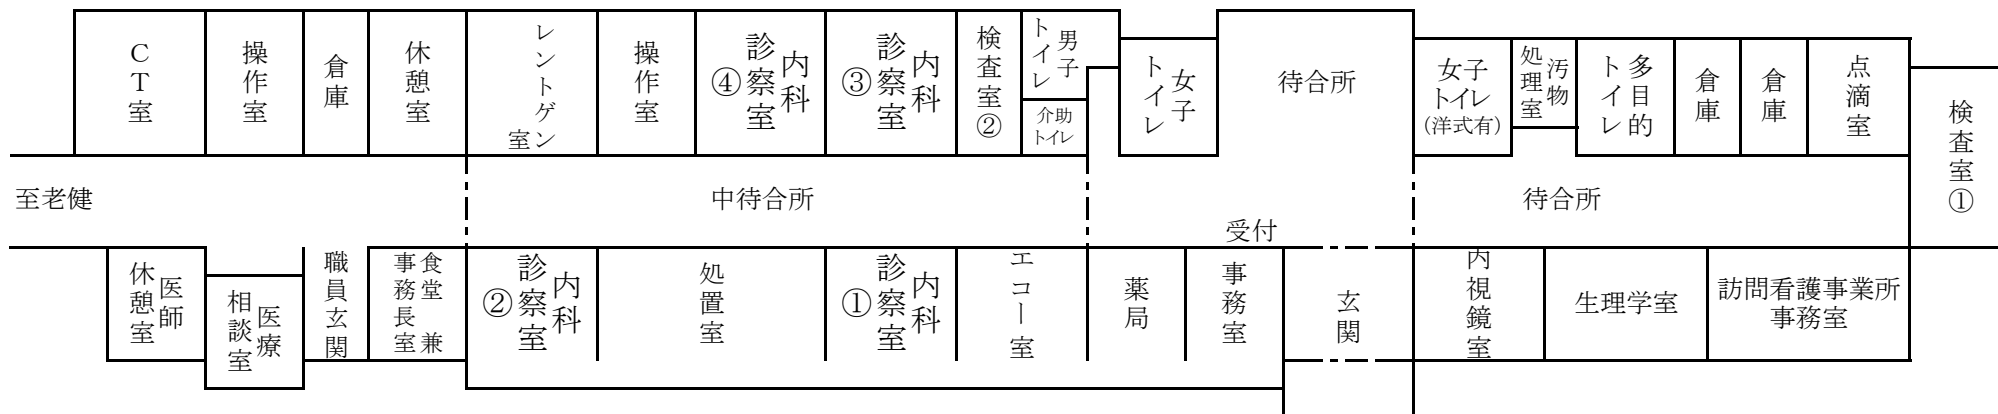 CT室
操作室
倉庫
休憩室
レントゲン
室
操作室
内科
診察室
④
内科
診察室
③
検査室②
男子
トイレ
介助
トイレ
女子
トイレ
待合所
女子
トイレ
(洋式有)
汚物
処理室
多目的
トイレ
倉庫
倉庫
点滴室
検査室①
至老健
中待合所
受付
待合所
医師
休憩室
医療
相談室
職員玄関
食堂兼
事務長室
内科
診察室
②
処置室
内科
診察室
①
エコー室
薬局
事務室
玄関
内視鏡室
生理学室
訪問看護事業所
事務室